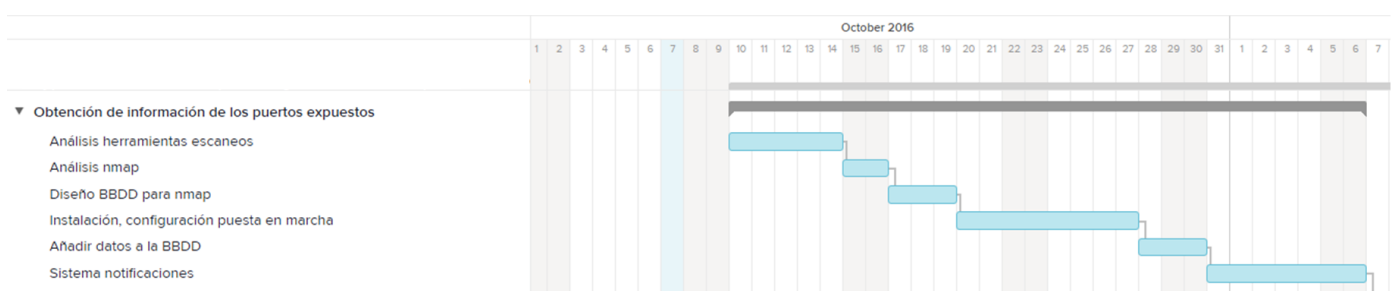 October 2016
1 2 3 4 5 6 7 8 9 10 11 12 13 14 15 16 17 18 19 20 21 22 23 24 25 26 27 28 29 30 31 1 2 3 4 5 6 7
Obtención de información de los puertos expuestos
Análisis herramientas escaneos
Análisis nmap
Diseño BBDD para nmap
Instalación, configuración puesta en marcha
Añadir datos a la BBDD
Sistema notificaciones